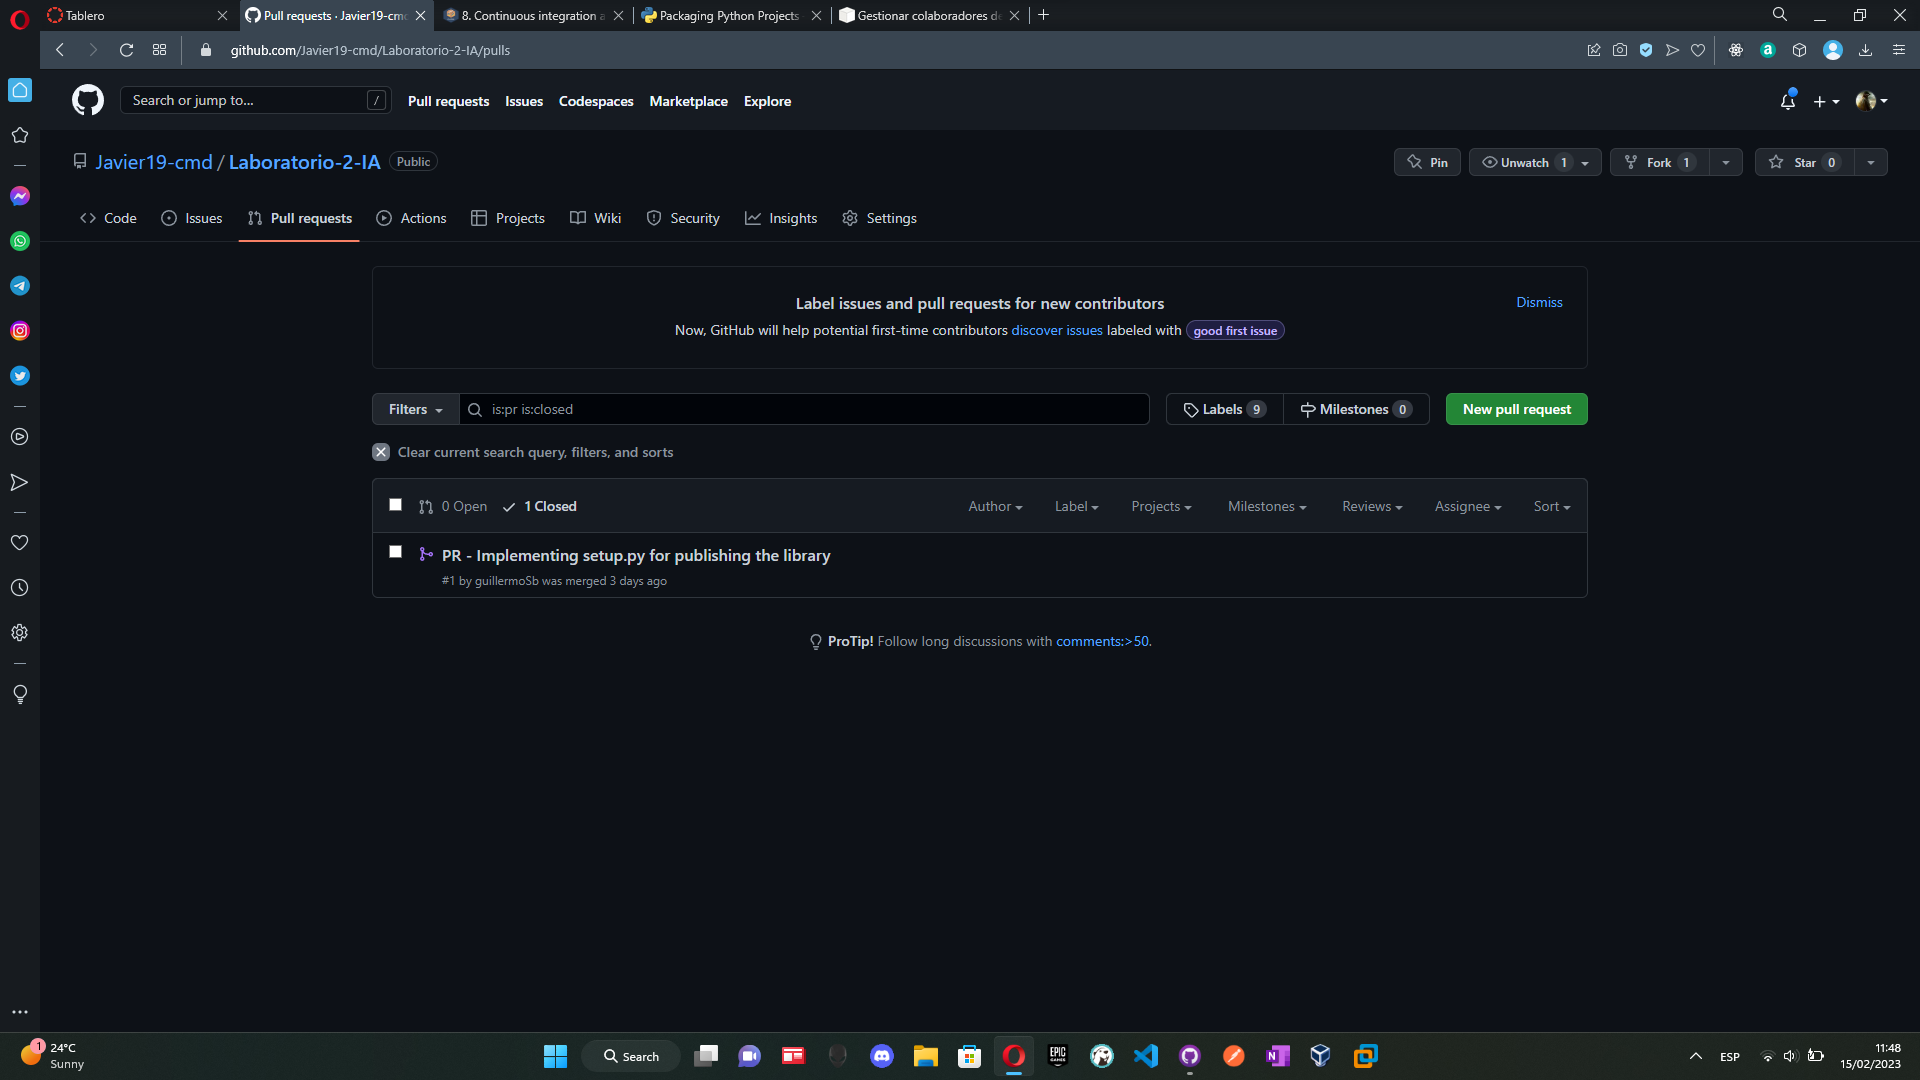 Tablero
Pull requests · Javier19-cmd
8. Continuous integration a
Packaging Python Projects
Gestionar colaboradores de
github.com/Javier19-cmd/Laboratorio-2-IA/pulls
Search or jump to...
/
Pull requests
Issues
Codespaces
Marketplace
Explore
Javier19-cmd / Laboratorio-2-IA
Public
Pin
Unwatch 1
Fork 1
Star 0
Code
Issues
Pull requests
Actions
Projects
Wiki
Security
Insights
Settings
Label issues and pull requests for new contributors
Dismiss
Now, GitHub will help potential first-time contributors discover issues labeled with good first issue
Filters
is:pr is:closed
Labels 9
Milestones 0
New pull request
Clear current search query, filters, and sorts
0 Open
1 Closed
Author
Label
Projects
Milestones
Reviews
Assignee
Sort
PR - Implementing setup.py for publishing the library
#1 by guillermoSb was merged 3 days ago
ProTip! Follow long discussions with comments:>50.
1
24°C
Sunny
Search
EPIC
GAMES
N
ESP
11:48
15/02/2023